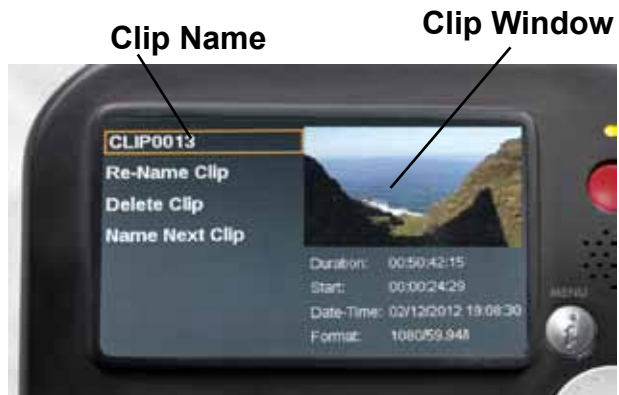 Clip Name
Clip Window
CLIP0013
Re-Name Clip
Delete Clip
Name Next Clip
Duration: 00:50:42:15
Start: 00:00:24:29
Date-Time: 02/12/2012 19:08:30
Format: 1080/59.94i
MENU